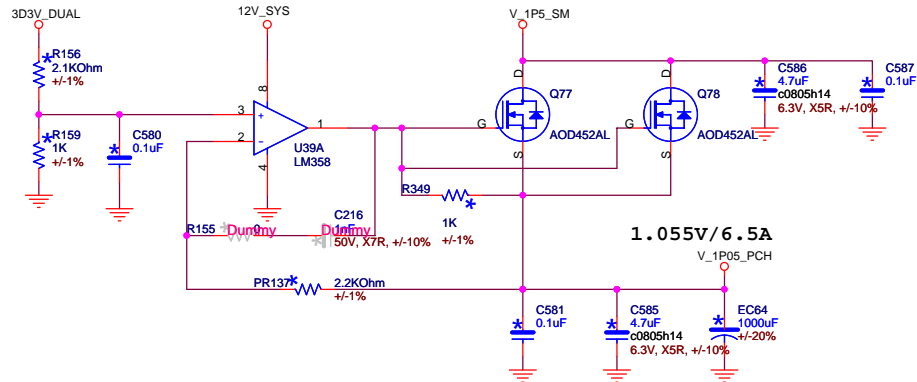 3D3V_DUAL
12V_SYS
V_1P5_SM
R156
2.1KOhm
+/-1%
R159
1K
+/-1%
C580
0.1uF
3
2
8
4
1
+
-
U39A
LM358
D
G
S
Q77
AOD452AL
D
G
S
Q78
AOD452AL
C586
4.7uF
c0805h14
6.3V, X5R, +/-10%
C587
0.1uF
R349
1K
+/-1%
R155
0
Dummy
C216
1nF
Dummy
50V, X7R, +/-10%
1.055V/6.5A
V_1P05_PCH
PR137
2.2KOhm
+/-1%
C581
0.1uF
C585
4.7uF
c0805h14
6.3V, X5R, +/-10%
EC64
1000uF
+/-20%